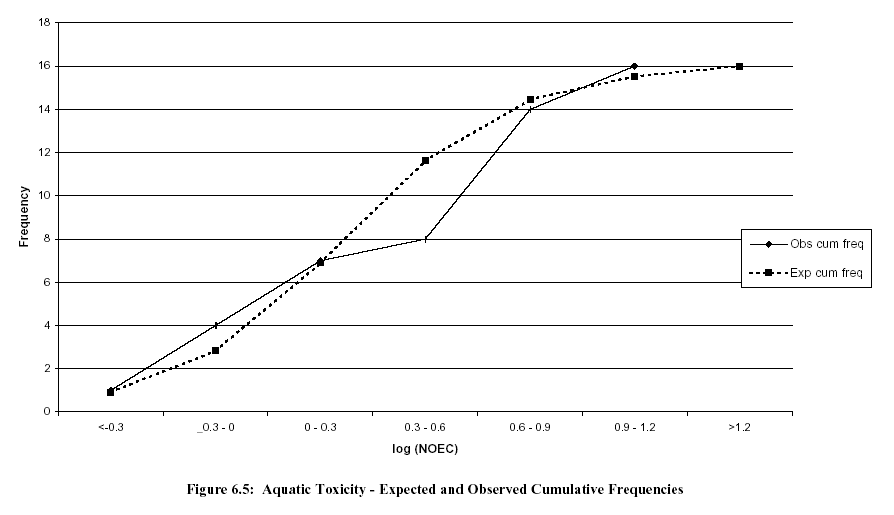 18
16
14
12
10
8
6
4
2
0
Frequency
<-0.3
_0.3 - 0
0 - 0.3
0.3 - 0.6
0.6 - 0.9
0.9 - 1.2
>1.2
log (NOEC)
Obs cum freq
Exp cum freq
Figure 6.5: Aquatic Toxicity - Expected and Observed Cumulative Frequencies